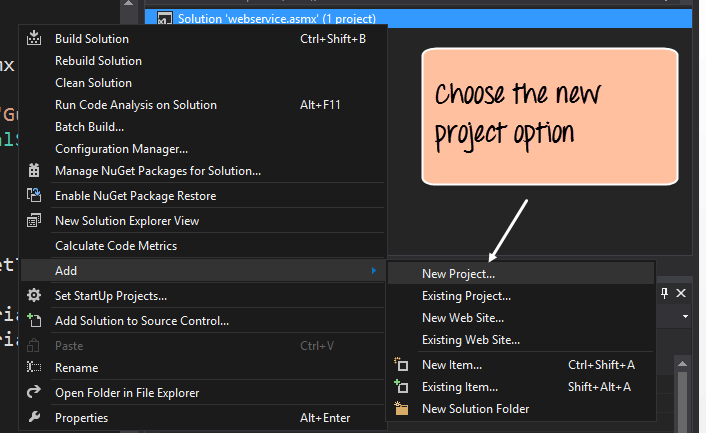 Solution 'webservice.asmx' (1 project)
Build Solution Ctrl+Shift+B
Rebuild Solution
Clean Solution
Run Code Analysis on Solution Alt+F11
Batch Build...
Configuration Manager...
Manage NuGet Packages for Solution...
Enable NuGet Package Restore
New Solution Explorer View
Calculate Code Metrics
Add
Set StartUp Projects...
Add Solution to Source Control...
Paste Ctrl+V
Rename
Open Folder in File Explorer
Properties Alt+Enter
Choose the new
project option
New Project...
Existing Project...
New Web Site...
Existing Web Site...
New Item... Ctrl+Shift+A
Existing Item... Shift+Alt+A
New Solution Folder